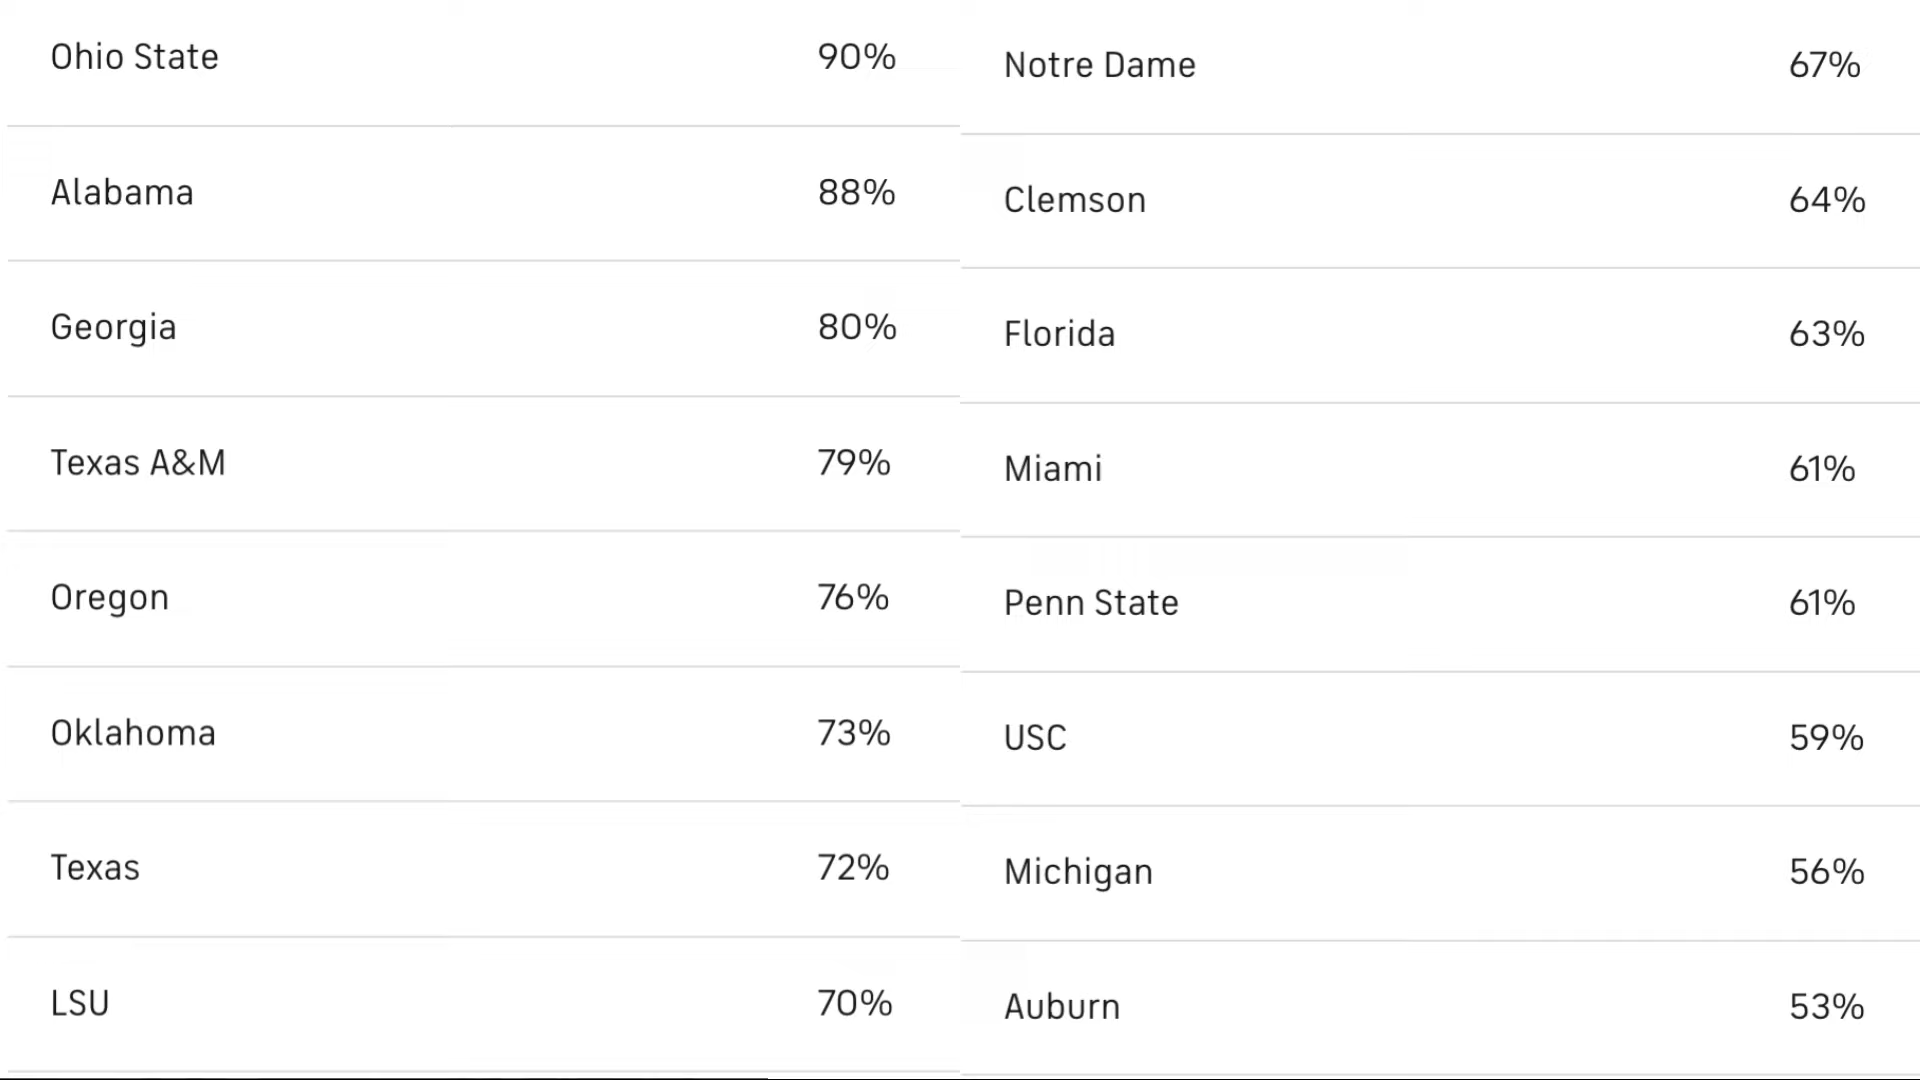 Ohio State 90%
Alabama 88%
Georgia 80%
Texas A&M 79%
Oregon 76%
Oklahoma 73%
Texas 72%
LSU 70%
Notre Dame 67%
Clemson 64%
Florida 63%
Miami 61%
Penn State 61%
USC 59%
Michigan 56%
Auburn 53%